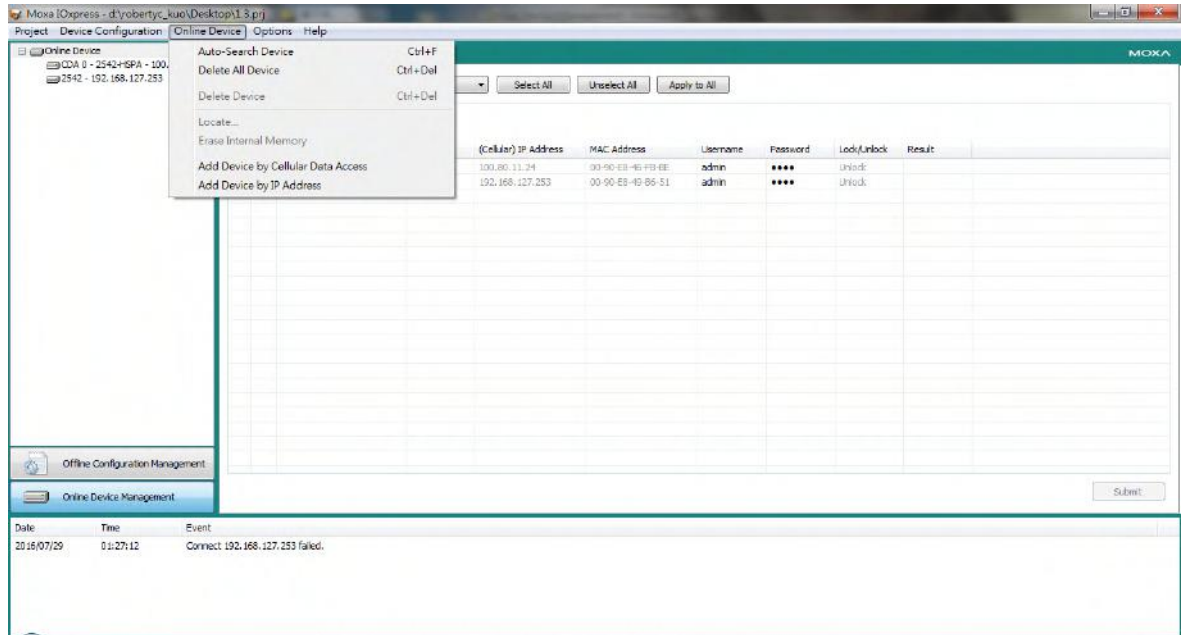 Moxa IOxpress - d:\robertyc_kuo\Desktop\1.3.prj
Project Device Configuration Online Device Options Help
Online Device
CDA 0 - 2542-HSPA - 100.
2542 - 192.168.127.253
Auto-Search Device Ctrl+F
Delete All Device Ctrl+Del
Delete Device Ctrl+Del
Locate...
Erase Internal Memory
Add Device by Cellular Data Access
Add Device by IP Address
MOXA
Select All Unselect All Apply to All
(Cellular) IP Address MAC Address Username Password Lock/Unlock Result
100.80.11.24 00-90-E8-46-FB-BE admin •••• Unlock
192.168.127.253 00-90-E8-49-B6-51 admin •••• Unlock
Offline Configuration Management
Online Device Management
Submit
Date Time Event
2016/07/29 01:27:12 Connect 192.168.127.253 failed.